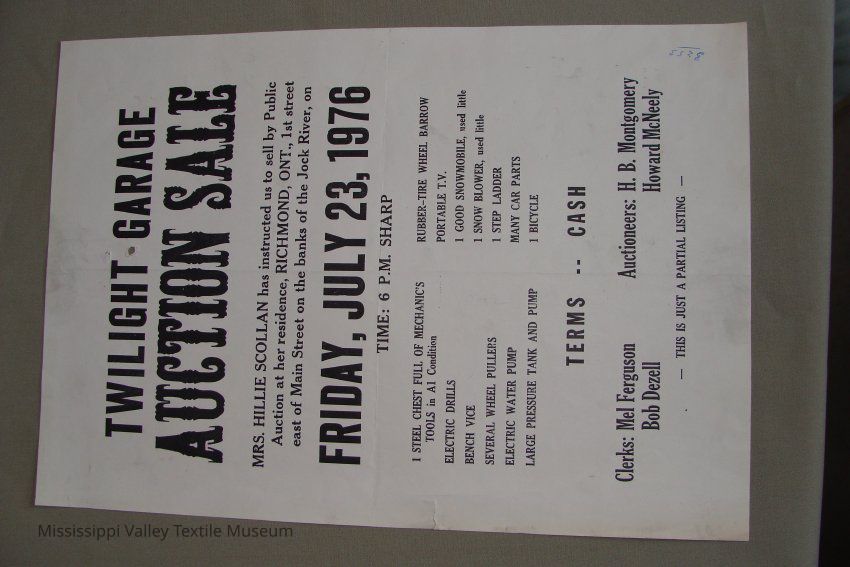 TWILIGHT GARAGE
AUCTION SALE
MRS. HILLIE SCOLLAN has instructed us to sell by Public
Auction at her residence, RICHMOND, ONT., 1st street
east of Main Street on the banks of the Jock River, on
FRIDAY, JULY 23, 1976
TIME: 6 P.M. SHARP
1 STEEL CHEST FULL OF MECHANIC'S
TOOLS in A1 Condition
ELECTRIC DRILLS
BENCH VICE
SEVERAL WHEEL PULLERS
ELECTRIC WATER PUMP
LARGE PRESSURE TANK AND PUMP
RUBBER-TIRE WHEEL BARROW
PORTABLE T.V.
1 GOOD SNOWMOBILE, used little
1 SNOW BLOWER, used little
1 STEP LADDER
MANY CAR PARTS
1 BICYCLE
TERMS -- CASH
Clerks: Mel Ferguson
Bob Dezell
Auctioneers: H. B. Montgomery
Howard McNeely
— THIS IS JUST A PARTIAL LISTING —
Mississippi Valley Textile Museum